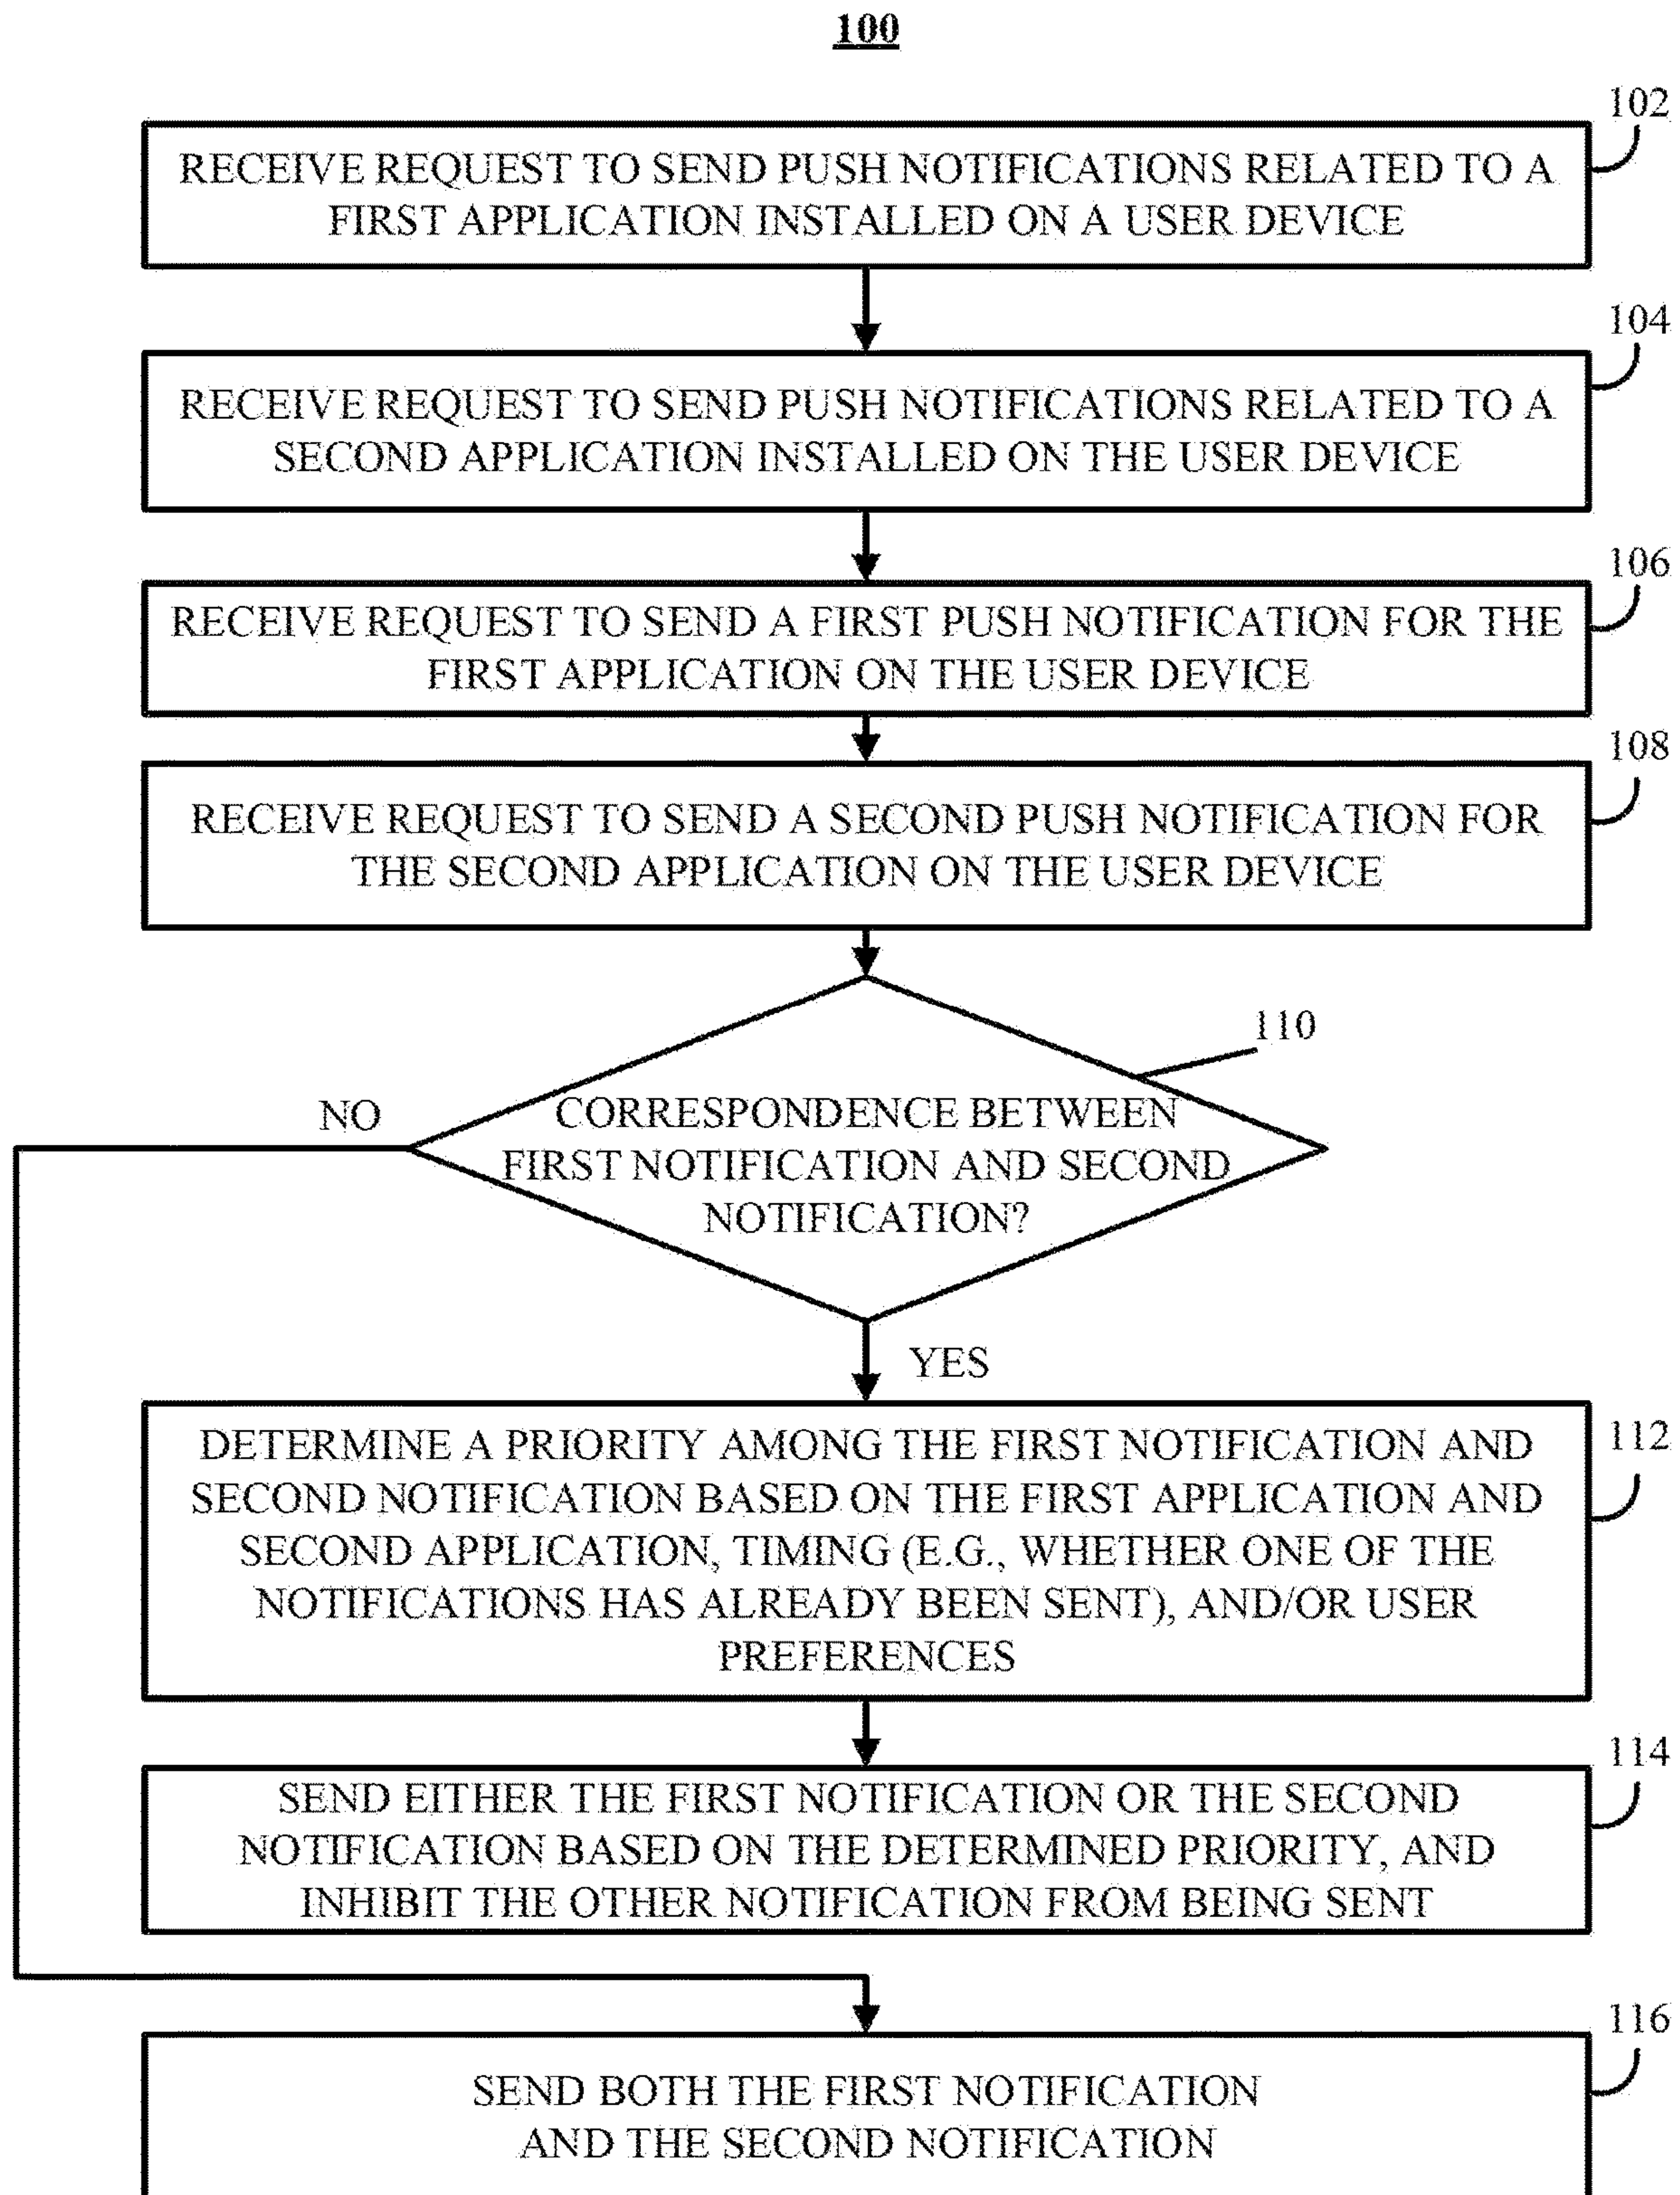 100
102
RECEIVE REQUEST TO SEND PUSH NOTIFICATIONS RELATED TO A
FIRST APPLICATION INSTALLED ON A USER DEVICE
104
RECEIVE REQUEST TO SEND PUSH NOTIFICATIONS RELATED TO A
SECOND APPLICATION INSTALLED ON THE USER DEVICE
106
RECEIVE REQUEST TO SEND A FIRST PUSH NOTIFICATION FOR THE
FIRST APPLICATION ON THE USER DEVICE
108
RECEIVE REQUEST TO SEND A SECOND PUSH NOTIFICATION FOR
THE SECOND APPLICATION ON THE USER DEVICE
110
NO
CORRESPONDENCE BETWEEN
FIRST NOTIFICATION AND SECOND
NOTIFICATION?
YES
112
DETERMINE A PRIORITY AMONG THE FIRST NOTIFICATION AND
SECOND NOTIFICATION BASED ON THE FIRST APPLICATION AND
SECOND APPLICATION, TIMING (E.G., WHETHER ONE OF THE
NOTIFICATIONS HAS ALREADY BEEN SENT), AND/OR USER
PREFERENCES
114
SEND EITHER THE FIRST NOTIFICATION OR THE SECOND
NOTIFICATION BASED ON THE DETERMINED PRIORITY, AND
INHIBIT THE OTHER NOTIFICATION FROM BEING SENT
116
SEND BOTH THE FIRST NOTIFICATION
AND THE SECOND NOTIFICATION